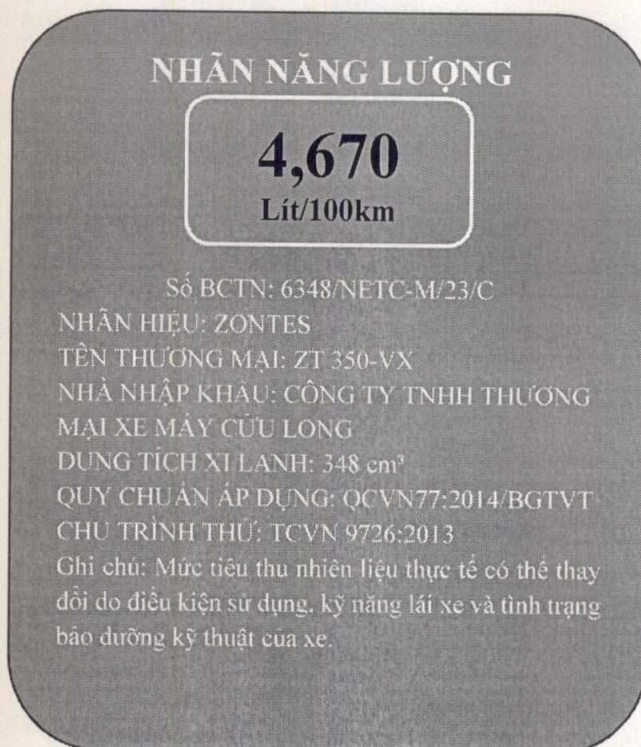 NHÃN NĂNG LƯỢNG
4,670
Lít/100km
Số BCTN: 6348/NETC-M/23/C
NHÃN HIỆU: ZONTES
TÊN THƯƠNG MẠI: ZT 350-VX
NHÀ NHẬP KHẨU: CÔNG TY TNHH THƯƠNG
MẠI XE MÁY CỬU LONG
DUNG TÍCH XI LANH: 348 cm³
QUY CHUẨN ÁP DỤNG: QCVN77:2014/BGTVT
CHU TRÌNH THỬ: TCVN 9726:2013
Ghi chú: Mức tiêu thu nhiên liệu thực tế có thể thay
đổi do điều kiện sử dụng, kỹ năng lái xe và tình trạng
bảo dưỡng kỹ thuật của xe.